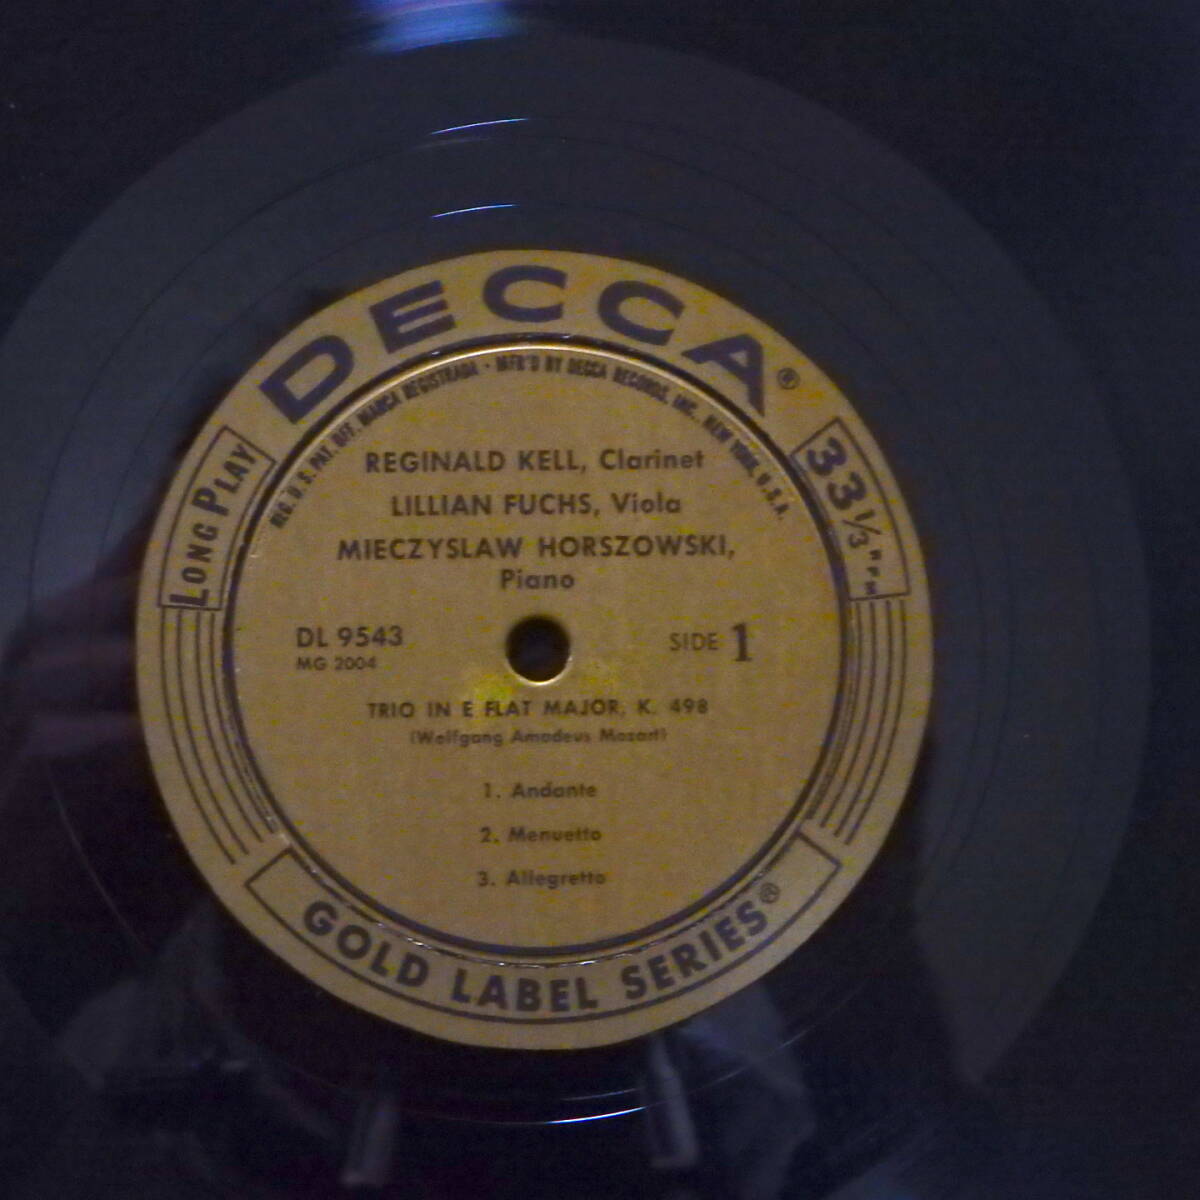 DECCA®
REG. U.S. PAT. OFF. MARCA REGISTRADA · MFR'D BY DECCA RECORDS, INC., NEW YORK, U.S.A.
LONG PLAY
33 1/3 RPM
REGINALD KELL, Clarinet
LILLIAN FUCHS, Viola
MIECZYSLAW HORSZOWSKI,
Piano
DL 9543
MG 2004
SIDE 1
TRIO IN E FLAT MAJOR, K. 498
(Wolfgang Amadeus Mozart)
1. Andante
2. Menuetto
3. Allegretto
GOLD LABEL SERIES®